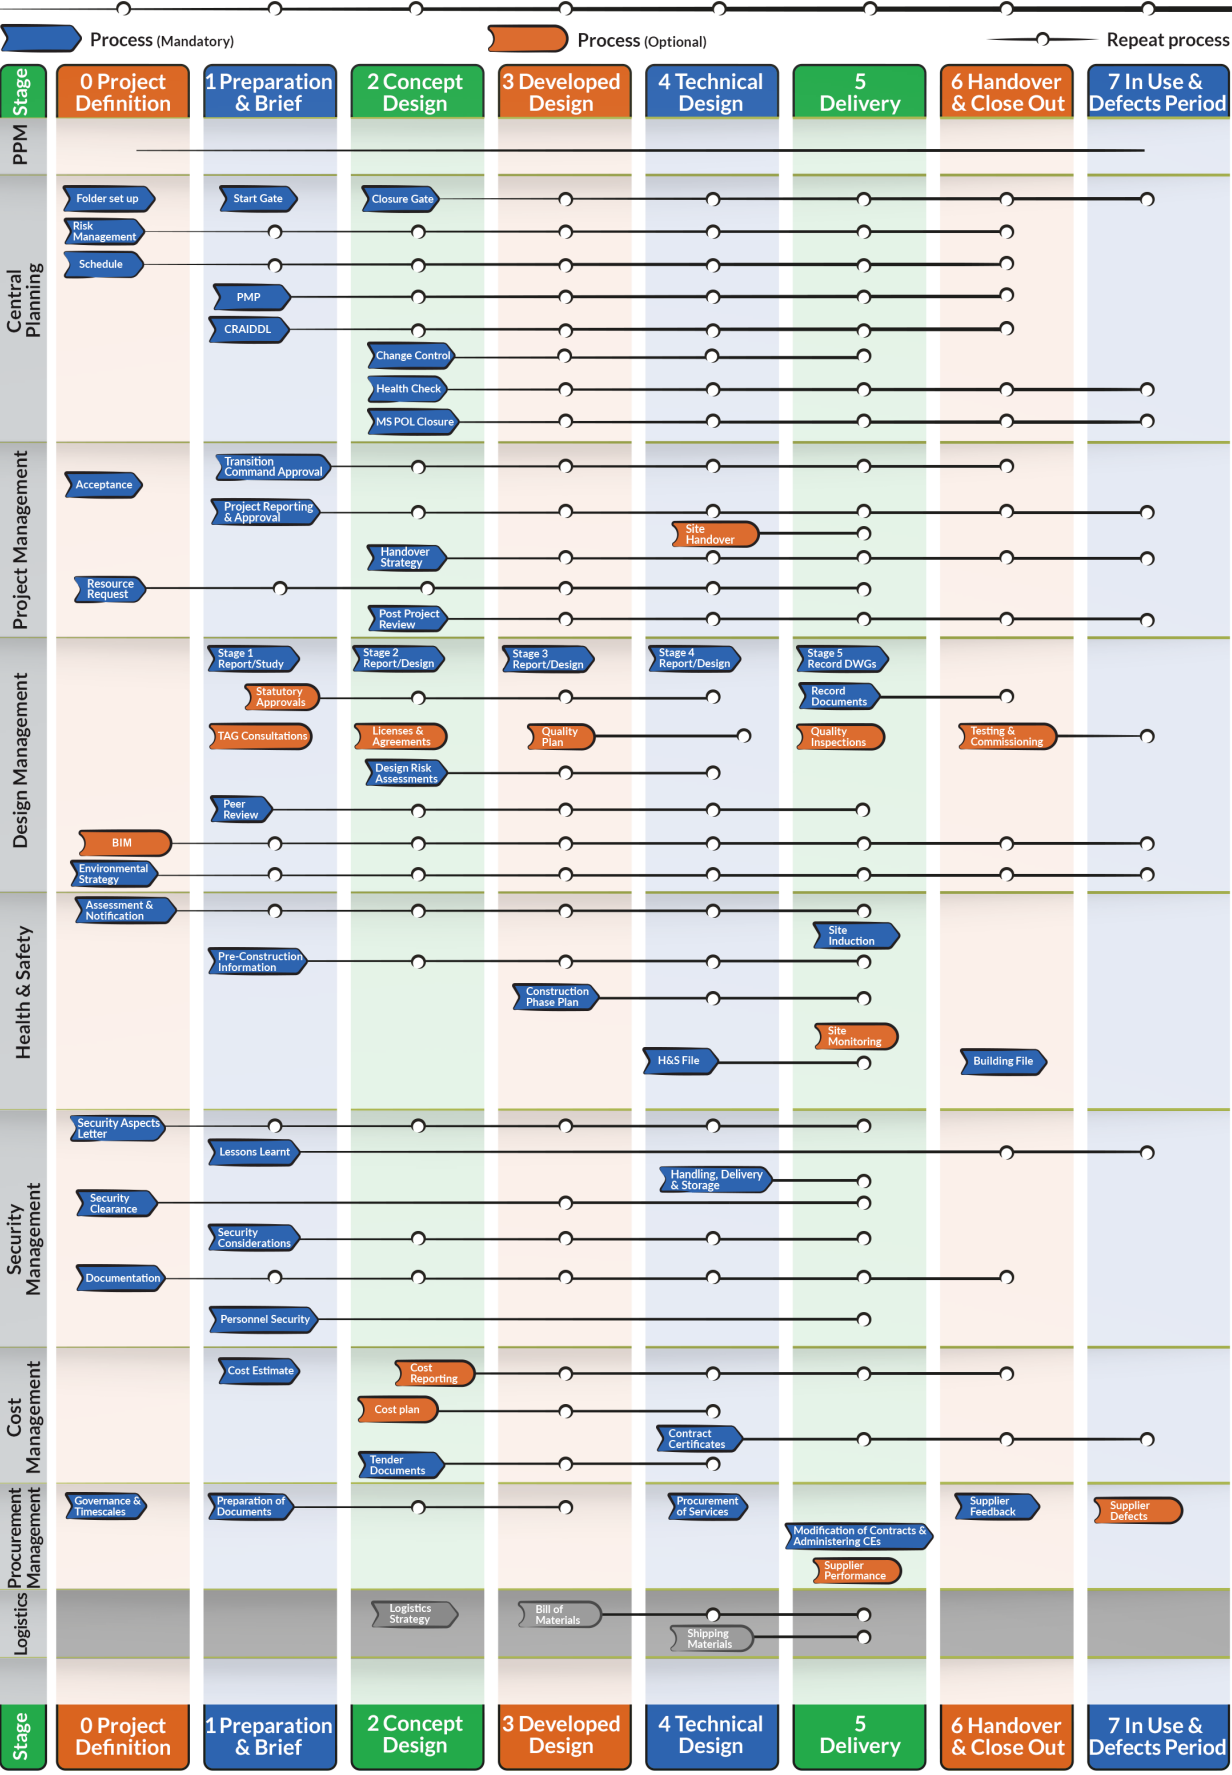 Process (Mandatory)
Process (Optional)
Repeat process
Stage
0 Project
Definition
1 Preparation
& Brief
2 Concept
Design
3 Developed
Design
4 Technical
Design
5
Delivery
6 Handover
& Close Out
7 In Use &
Defects Period
PPM
Central
Planning
Folder set up
Start Gate
Closure Gate
Risk
Management
Schedule
PMP
CRAIDDL
Change Control
Health Check
MS POL Closure
Project Management
Transition
Command Approval
Acceptance
Project Reporting
& Approval
Site
Handover
Handover
Strategy
Resource
Request
Post Project
Review
Design Management
Stage 1
Report/Study
Stage 2
Report/Design
Stage 3
Report/Design
Stage 4
Report/Design
Stage 5
Record DWGs
Statutory
Approvals
Record
Documents
TAG Consultations
Licenses &
Agreements
Quality
Plan
Quality
Inspections
Testing &
Commissioning
Design Risk
Assessments
Peer
Review
BIM
Environmental
Strategy
Health & Safety
Assessment &
Notification
Site
Induction
Pre-Construction
Information
Construction
Phase Plan
Site
Monitoring
H&S File
Building File
Security
Management
Security Aspects
Letter
Lessons Learnt
Handling, Delivery
& Storage
Security
Clearance
Security
Considerations
Documentation
Personnel Security
Cost
Management
Cost Estimate
Cost
Reporting
Cost plan
Contract
Certificates
Tender
Documents
Procurement
Management
Governance &
Timescales
Preparation of
Documents
Procurement
of Services
Supplier
Feedback
Supplier
Defects
Modification of Contracts &
Administering CEs
Supplier
Performance
Logistics
Logistics
Strategy
Bill of
Materials
Shipping
Materials
Stage
0 Project
Definition
1 Preparation
& Brief
2 Concept
Design
3 Developed
Design
4 Technical
Design
5
Delivery
6 Handover
& Close Out
7 In Use &
Defects Period